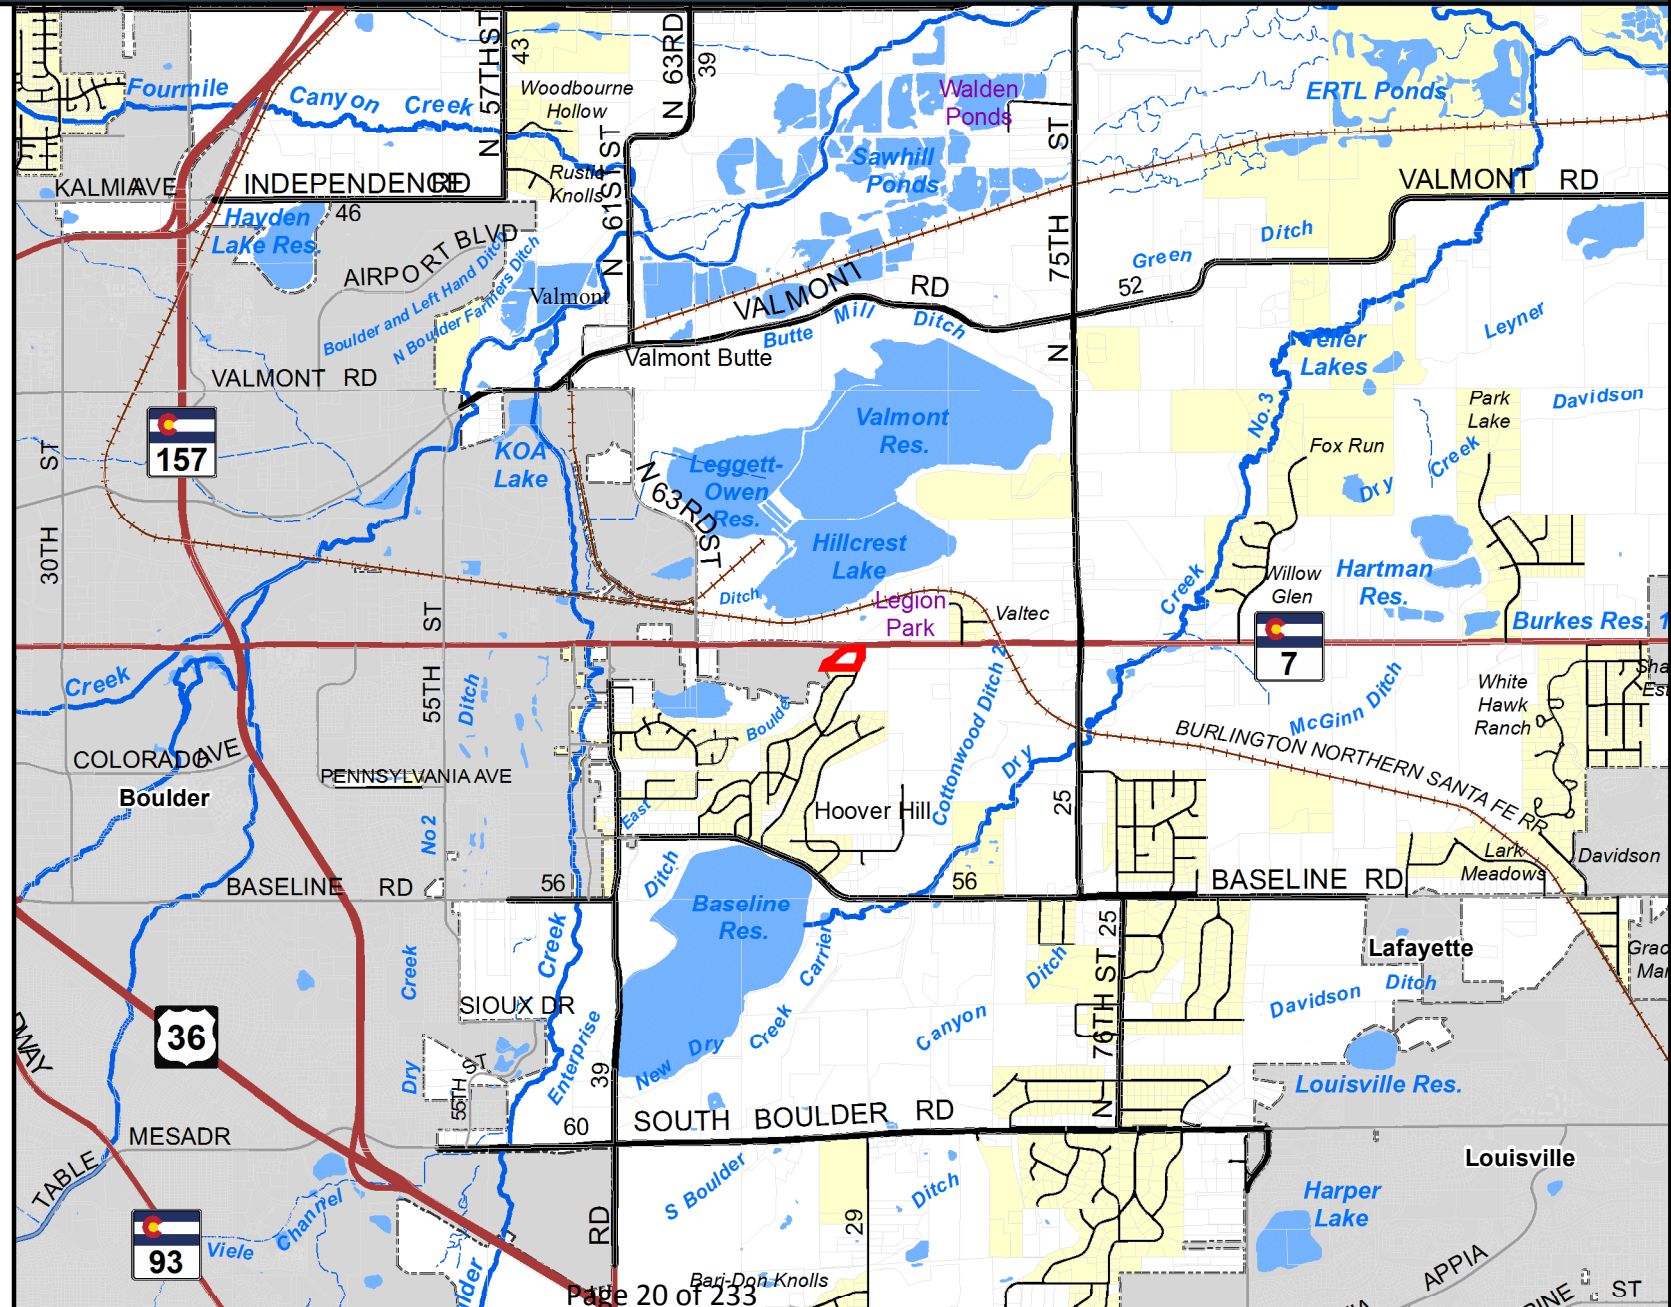 Fourmile
Canyon Creek
N 57TH ST
43
Woodbourne
Hollow
N 63RD
39
Walden
Ponds
ERTL Ponds
Sawhill
Ponds
75TH ST
N
KALMIA AVE
INDEPENDENCE RD
46
Rustic
Knolls
N 61ST ST
VALMONT RD
Hayden
Lake Res.
AIRPORT BLVD
Boulder and Left Hand Ditch
N Boulder Farmers Ditch
Valmont
VALMONT RD
Green Ditch
52
Butte Mill Ditch
Leyner
Valmont Butte
Lakes
VALMONT RD
157
30TH ST
KOA
Lake
Valmont
Res.
Leggett-
Owen
Res.
N 63RD ST
Hillcrest
Lake
No. 3
Creek
Fox Run
Park
Lake
Davidson
Dry Creek
Willow
Glen
Hartman
Res.
Burkes Res. 1
Ditch
Legion
Park
Valtec
7
Creek
55TH ST
Ditch
No 2
Boulder
Cottonwood Ditch 2
Dry
McGinn Ditch
White
Hawk
Ranch
Sha
Est
BURLINGTON NORTHERN SANTA FE RR
COLORADO AVE
PENNSYLVANIA AVE
Boulder
Hoover Hill
East
25
Lark
Meadows
Davidson
BASELINE RD
56
Ditch
56
BASELINE RD
Baseline
Res.
Carrier
Creek
Dry
New
Creek
Enterprise
Creek
Dry
Ditch
Canyon
25
N 76TH ST
Lafayette
Grac
Mar
Davidson Ditch
SIOUX DR
36
55TH ST
39
Louisville Res.
60
SOUTH BOULDER RD
MESA DR
TABLE
Louisville
S Boulder
Ditch
Harper
Lake
93
Viele Channel
RD
29
Bari-Don Knolls
APPIA
ST
Page 20 of 233